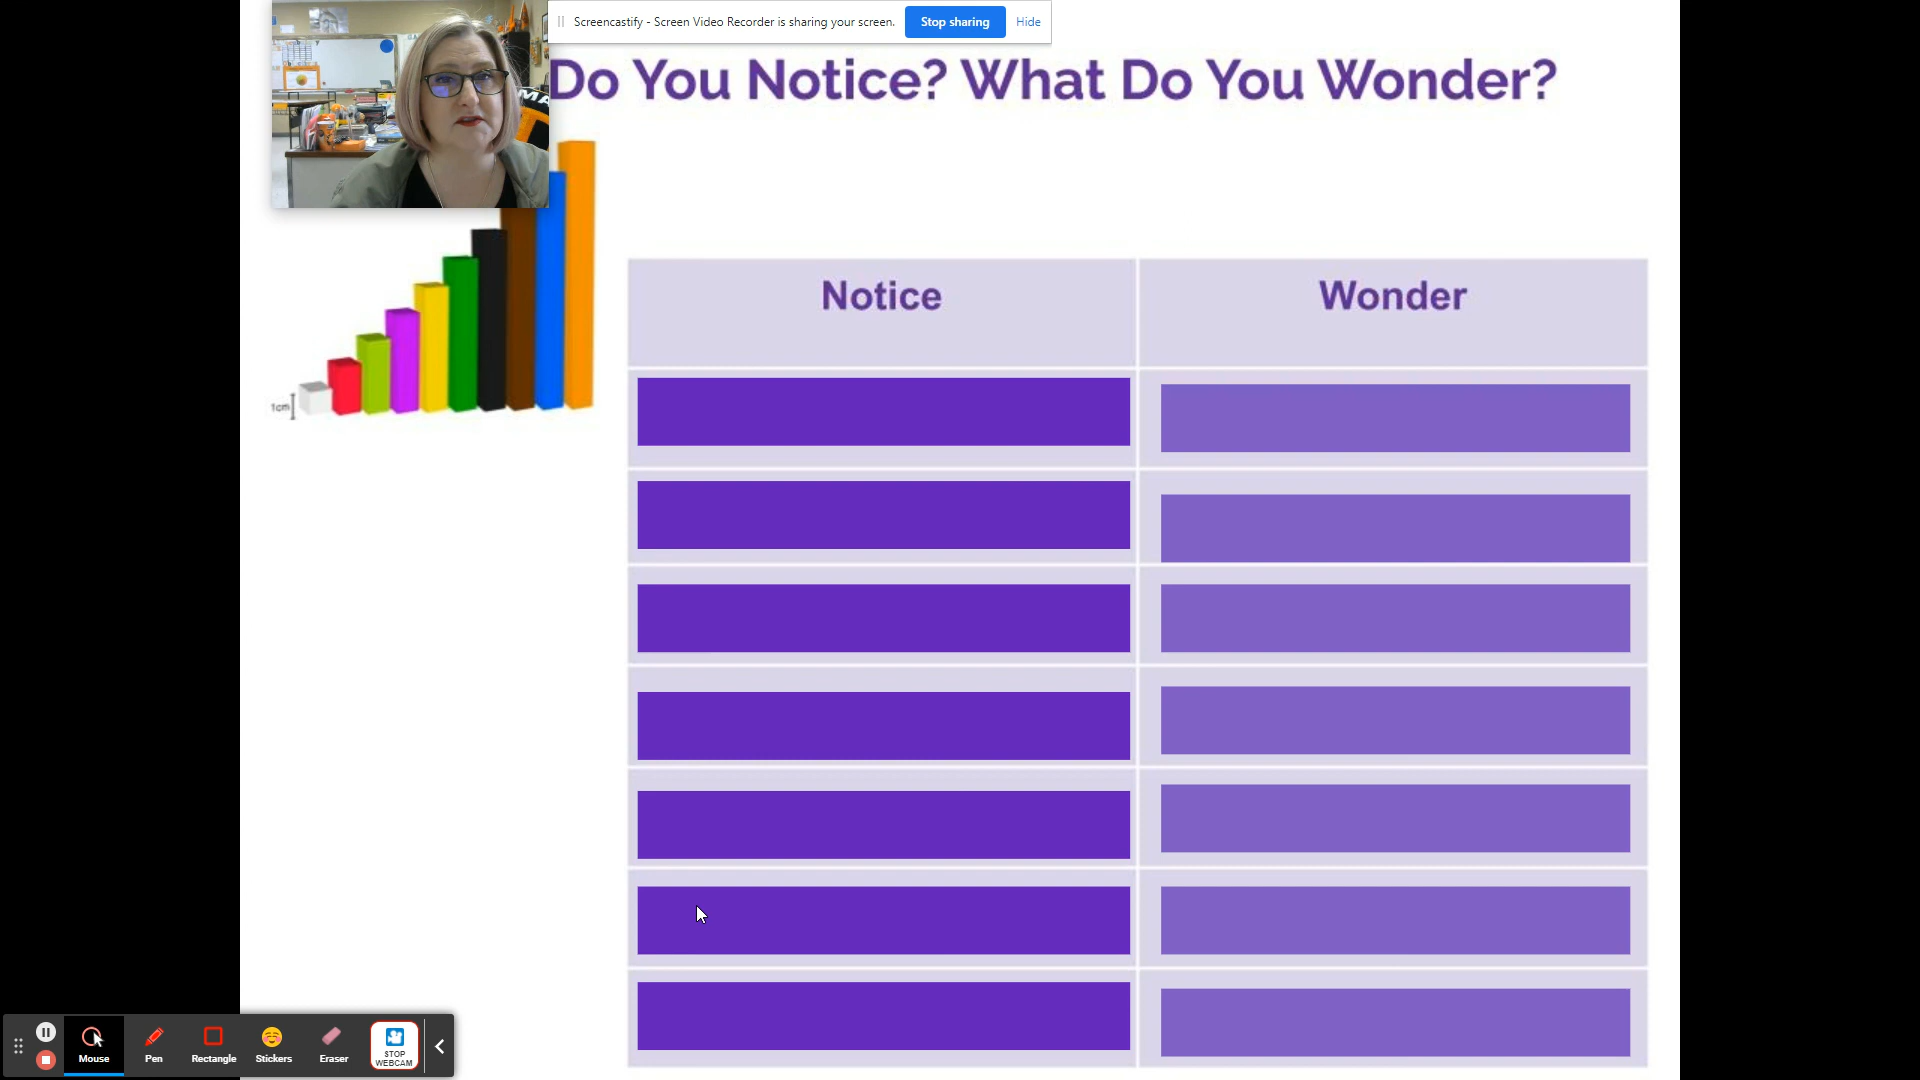 Screencastify - Screen Video Recorder is sharing your screen.
Stop sharing
Hide
MA
Do You Notice? What Do You Wonder?
Notice
Wonder
1cm
Mouse
Pen
Rectangle
Stickers
Eraser
STOP
WEBCAM